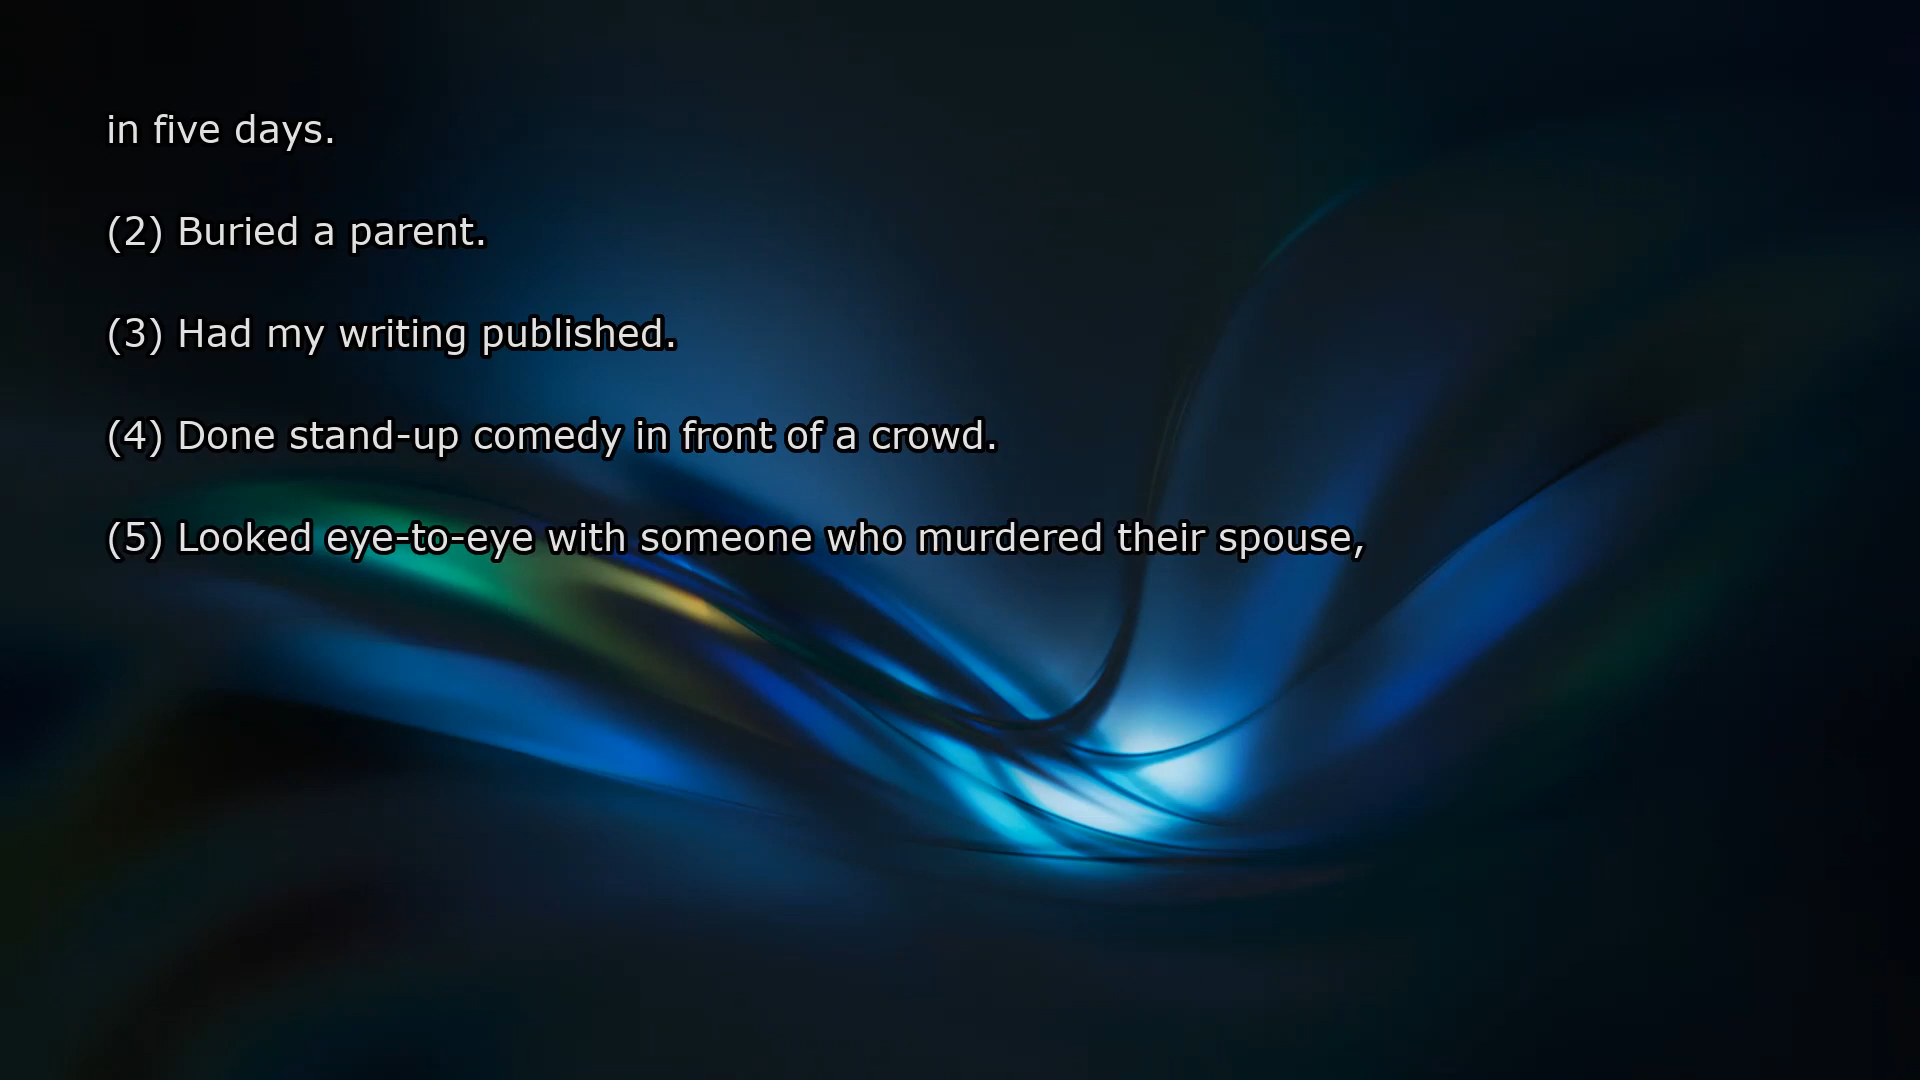 in five days.
(2) Buried a parent.
(3) Had my writing published.
(4) Done stand-up comedy in front of a crowd.
(5) Looked eye-to-eye with someone who murdered their spouse,